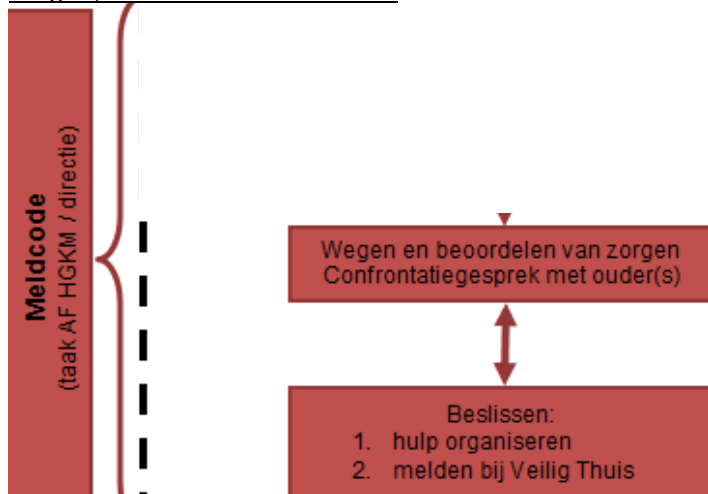 Meldcode
(taak AF HGKM / directie)
Wegen en beoordelen van zorgen
Confrontatiegesprek met ouder(s)
Beslissen:
1. hulp organiseren
2. melden bij Veilig Thuis